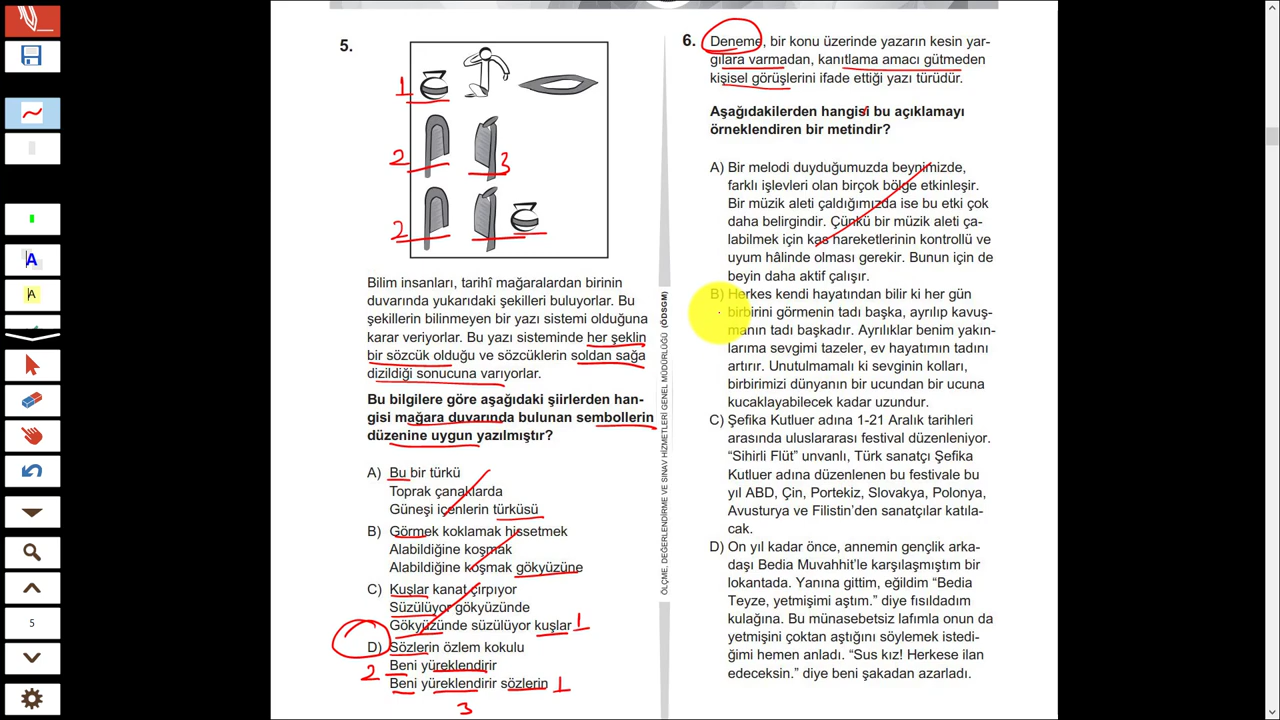 5.
1
2
3
2
Bilim insanları, tarihî mağaralardan birinin
duvarında yukarıdaki şekilleri buluyorlar. Bu
şekillerin bilinmeyen bir yazı sistemi olduğuna
karar veriyorlar. Bu yazı sisteminde her şeklin
bir sözcük olduğu ve sözcüklerin soldan sağa
dizildiği sonucuna varıyorlar.
Bu bilgilere göre aşağıdaki şiirlerden han-
gisi mağara duvarında bulunan sembollerin
düzenine uygun yazılmıştır?
A) Bu bir türkü
Toprak çanaklarda
Güneşi içenlerin türküsü
B) Görmek koklamak hissetmek
Alabildiğine koşmak
Alabildiğine koşmak gökyüzüne
C) Kuşlar kanat çırpıyor
Süzülüyor gökyüzünde
Gökyüzünde süzülüyor kuşlar 1
D) Sözlerin özlem kokulu
2 Beni yüreklendirir
Beni yüreklendirir sözlerin 1
3
ÖLÇME, DEĞERLENDİRME VE SINAV HİZMETLERİ GENEL MÜDÜRLÜĞÜ (ÖDSGM)
6. Deneme, bir konu üzerinde yazarın kesin yar-
gılara varmadan, kanıtlama amacı gütmeden
kişisel görüşlerini ifade ettiği yazı türüdür.
Aşağıdakilerden hangisi bu açıklamayı
örneklendiren bir metindir?
A) Bir melodi duyduğumuzda beynimizde,
farklı işlevleri olan birçok bölge etkinleşir.
Bir müzik aleti çaldığımızda ise bu etki çok
daha belirgindir. Çünkü bir müzik aleti ça-
labilmek için kas hareketlerinin kontrollü ve
uyum hâlinde olması gerekir. Bunun için de
beyin daha aktif çalışır.
B) Herkes kendi hayatından bilir ki her gün
birbirini görmenin tadı başka, ayrılıp kavuş-
manın tadı başkadır. Ayrılıklar benim yakın-
larıma sevgimi tazeler, ev hayatımın tadını
artırır. Unutulmamalı ki sevginin kolları,
birbirimizi dünyanın bir ucundan bir ucuna
kucaklayabilecek kadar uzundur.
C) Şefika Kutluer adına 1-21 Aralık tarihleri
arasında uluslararası festival düzenleniyor.
“Sihirli Flüt” unvanlı, Türk sanatçı Şefika
Kutluer adına düzenlenen bu festivale bu
yıl ABD, Çin, Portekiz, Slovakya, Polonya,
Avusturya ve Filistin’den sanatçılar katıla-
cak.
D) On yıl kadar önce, annemin gençlik arka-
daşı Bedia Muvahhit’le karşılaşmıştım bir
lokantada. Yanına gittim, eğildim “Bedia
Teyze, yetmişimi aştım.” diye fısıldadım
kulağına. Bu münasebetsiz lafımla onun da
yetmişini çoktan aştığını söylemek istedi-
ğimi hemen anladı. “Sus kız! Herkese ilan
edeceksin.” diye beni şakadan azarladı.
A
A
5